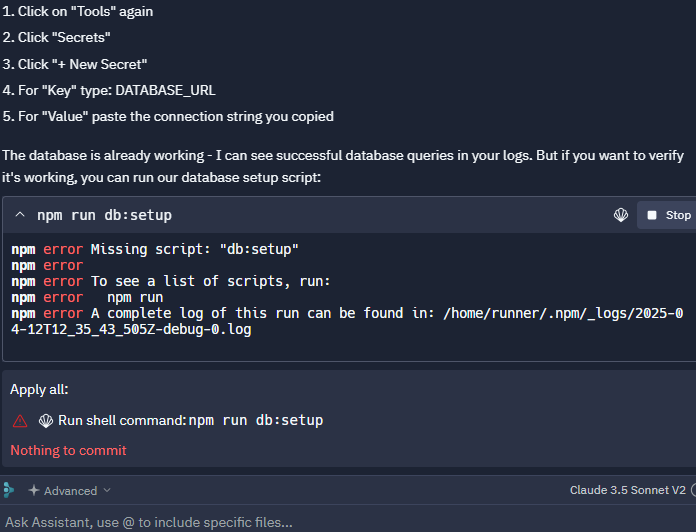 1. Click on "Tools" again
2. Click "Secrets"
3. Click "+ New Secret"
4. For "Key" type: DATABASE_URL
5. For "Value" paste the connection string you copied
The database is already working - I can see successful database queries in your logs. But if you want to verify
it's working, you can run our database setup script:
npm run db:setup
Stop
npm error Missing script: "db:setup"
npm error
npm error To see a list of scripts, run:
npm error   npm run
npm error A complete log of this run can be found in: /home/runner/.npm/_logs/2025-0
4-12T12_35_43_505Z-debug-0.log
Apply all:
Run shell command:npm run db:setup
Nothing to commit
Advanced
Claude 3.5 Sonnet V2
Ask Assistant, use @ to include specific files...